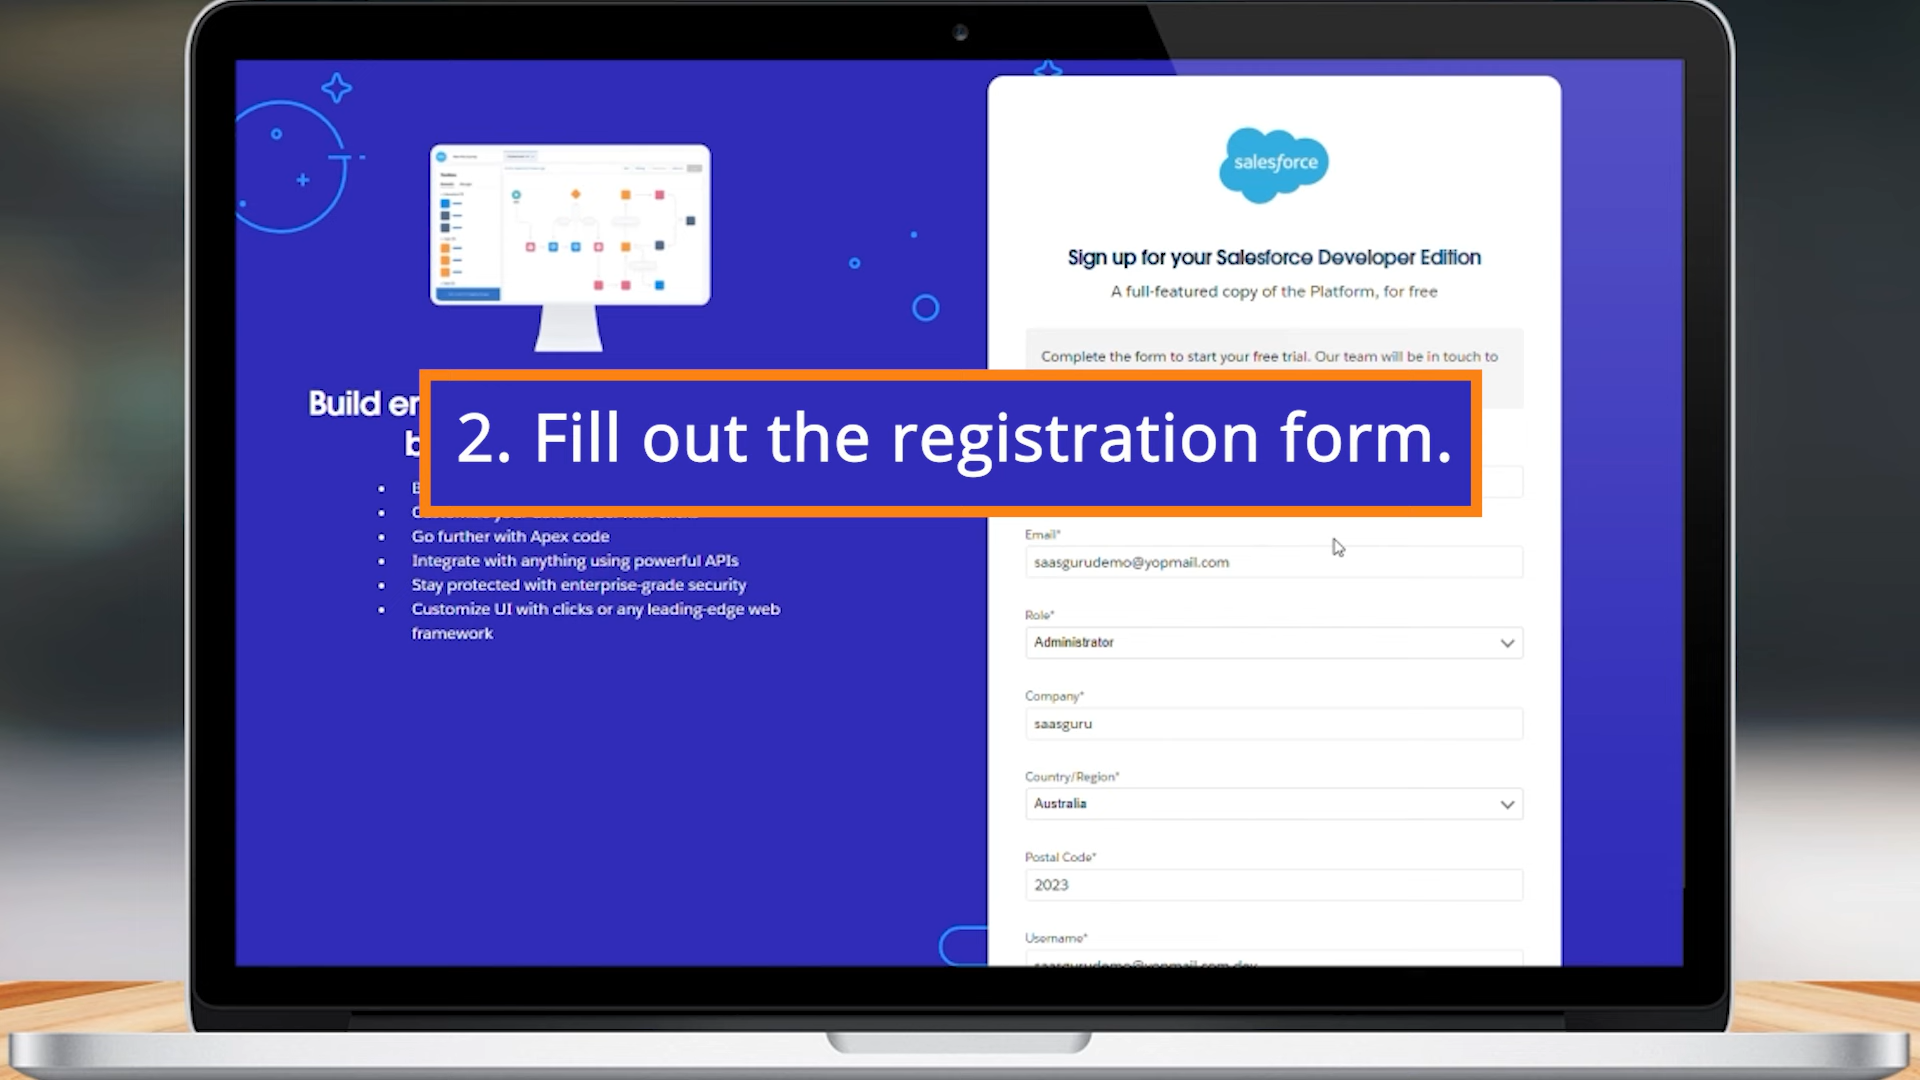 salesforce
Sign up for your Salesforce Developer Edition
A full-featured copy of the Platform, for free
Complete the form to start your free trial. Our team will be in touch to
Build
2. Fill out the registration form.
Go further with Apex code
Integrate with anything using powerful APIs
Stay protected with enterprise-grade security
Customize UI with clicks or any leading-edge web
framework
Email*
saasgurudemo@yopmail.com
Role*
Administrator
Company*
saasguru
Country/Region*
Australia
Postal Code*
2023
Username*
saasgurudemo@yopmail.com.dev